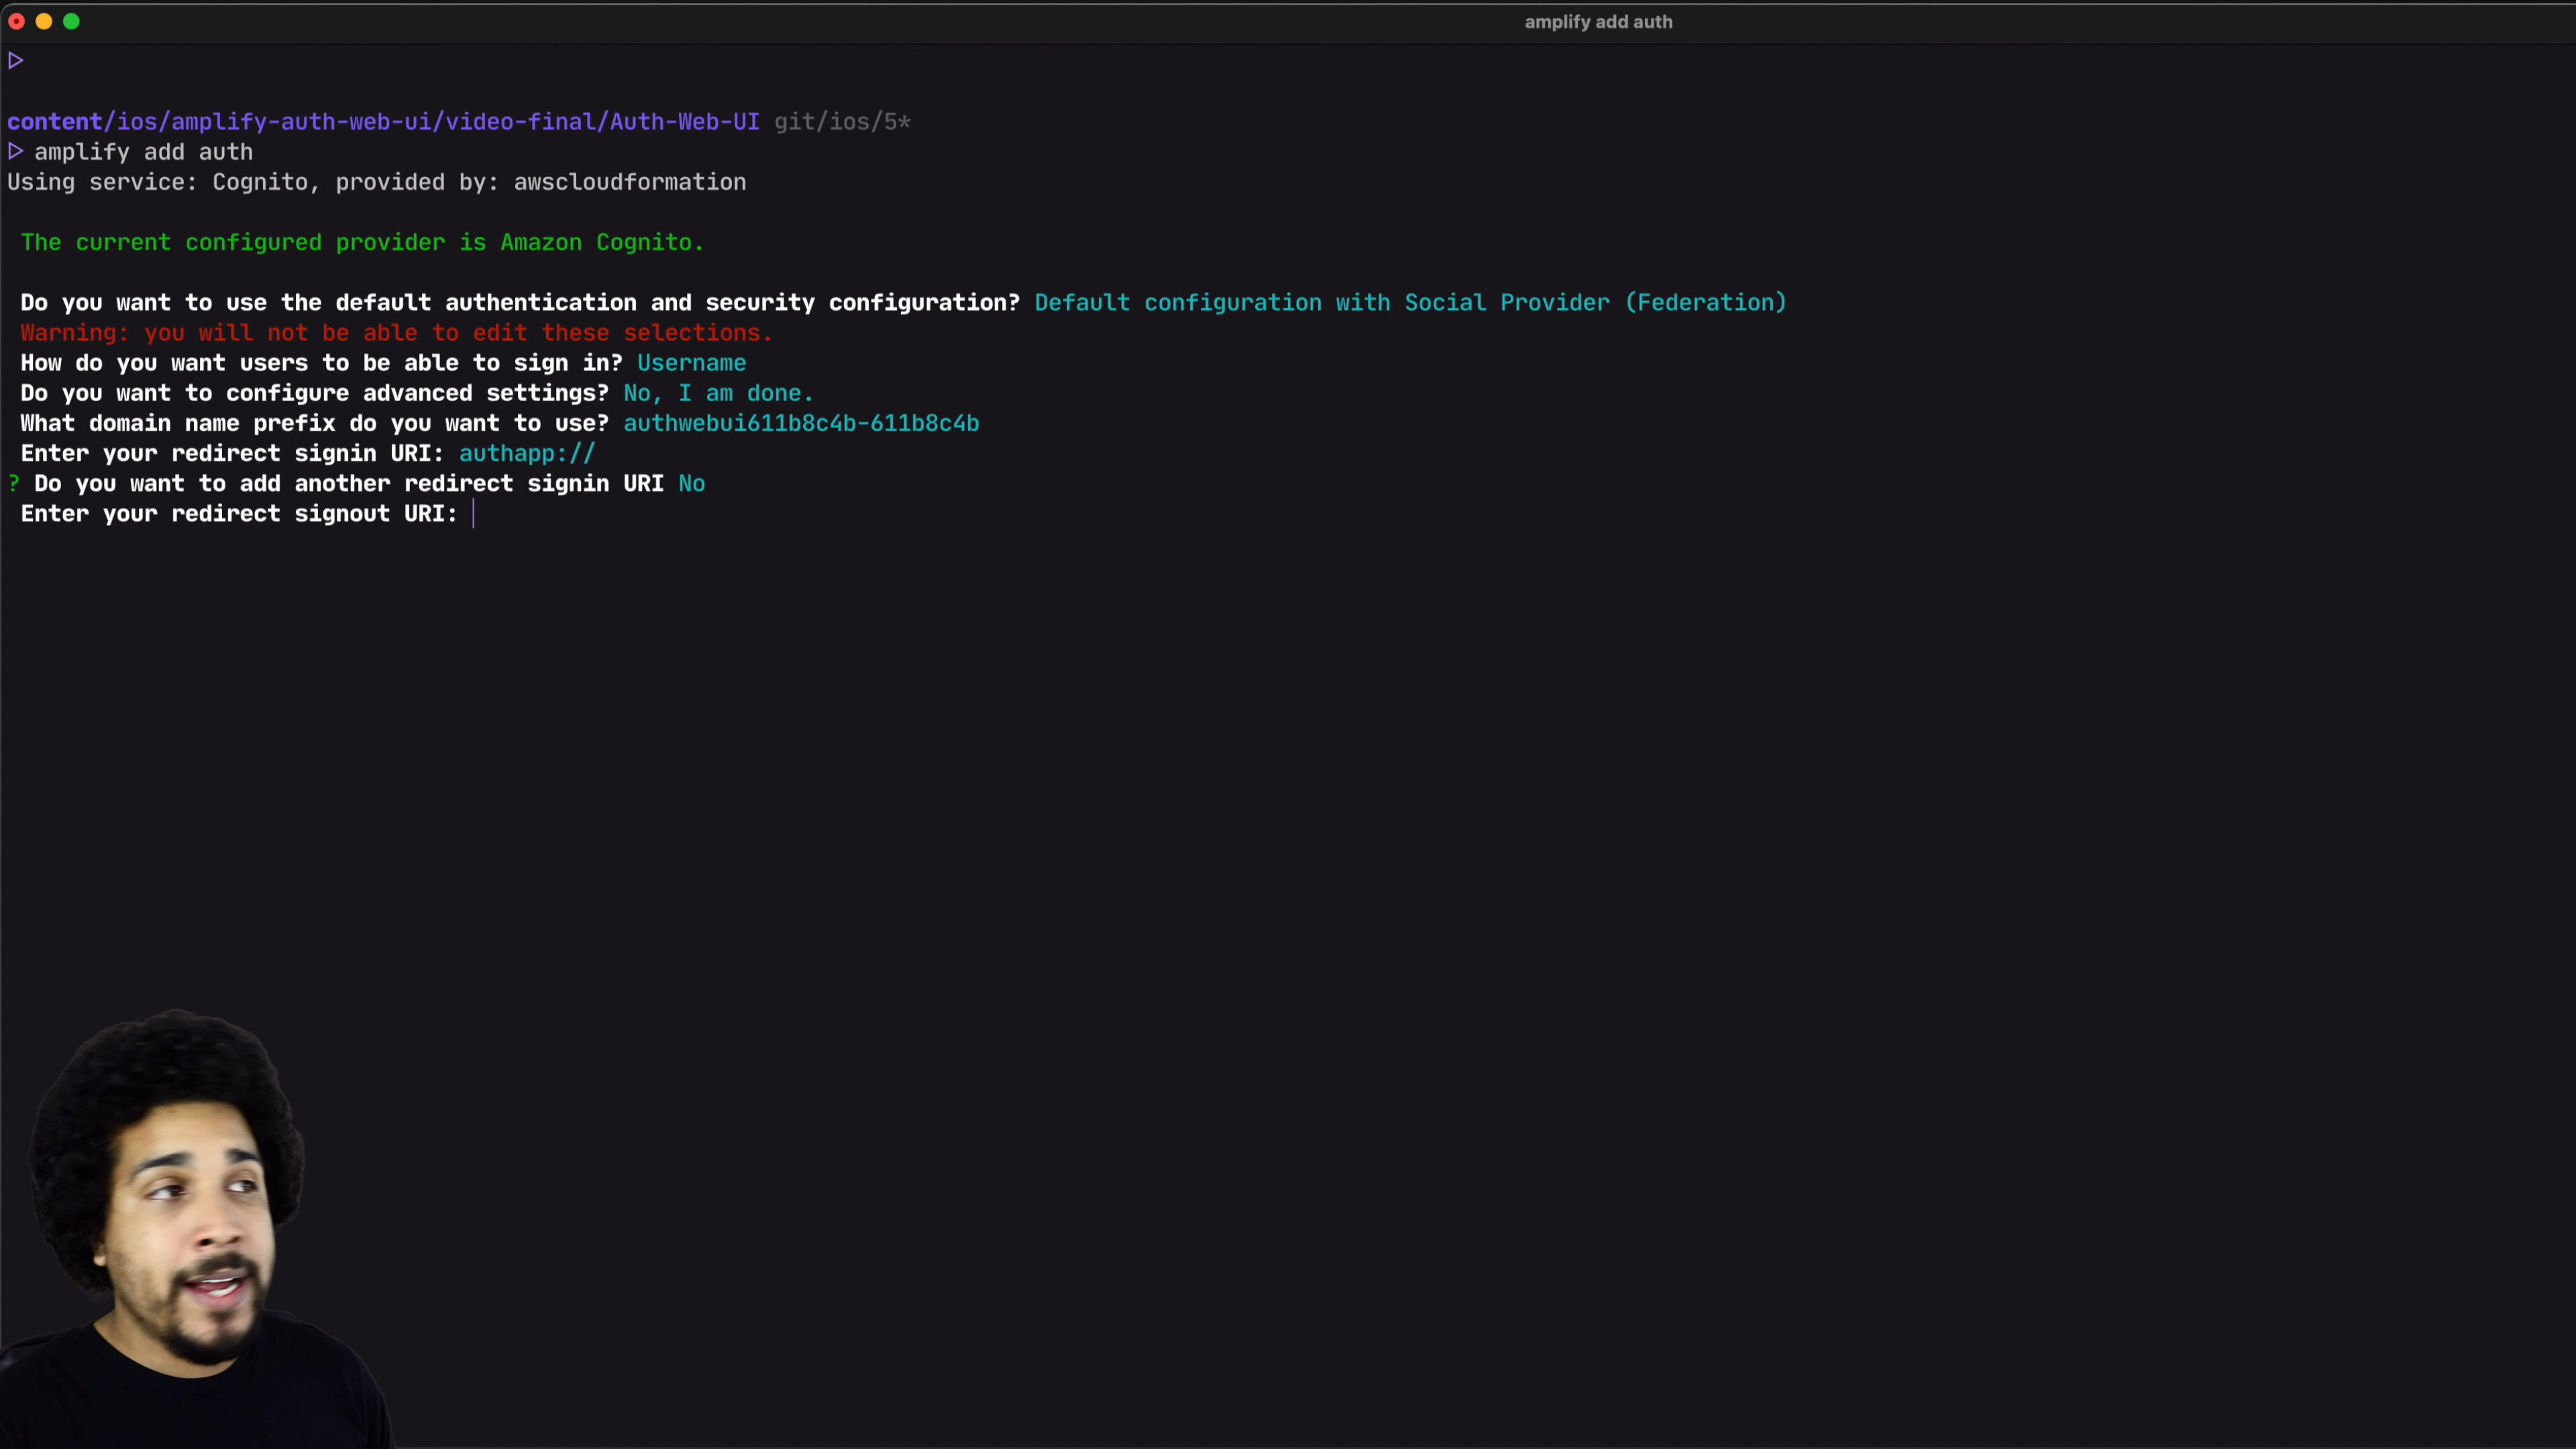 amplify add auth
content/ios/amplify-auth-web-ui/video-final/Auth-Web-UI git/ios/5*
amplify add auth
Using service: Cognito, provided by: awscloudformation
The current configured provider is Amazon Cognito.
Do you want to use the default authentication and security configuration? Default configuration with Social Provider (Federation)
Warning: you will not be able to edit these selections.
How do you want users to be able to sign in? Username
Do you want to configure advanced settings? No, I am done.
What domain name prefix do you want to use? authwebui611b8c4b-611b8c4b
Enter your redirect signin URI: authapp://
? Do you want to add another redirect signin URI No
Enter your redirect signout URI: